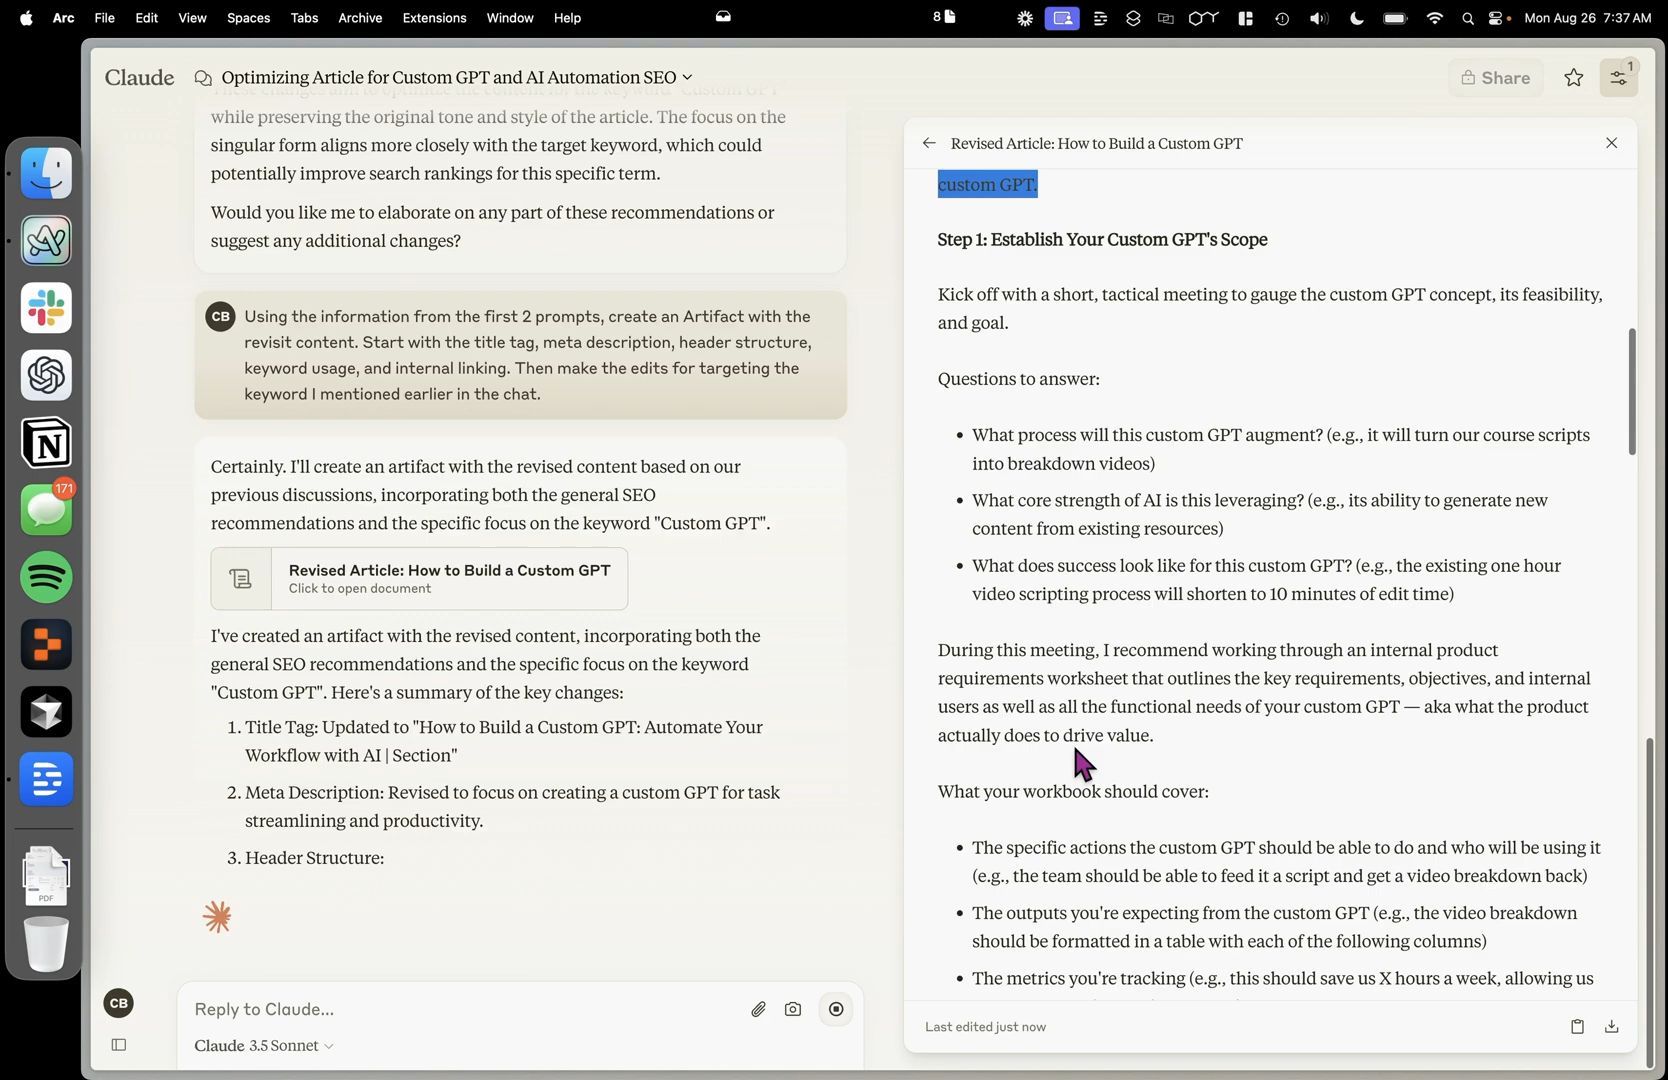 Arc File Edit View Spaces Tabs Archive Extensions Window Help 8 Mon Aug 26 7:37 AM
Claude Optimizing Article for Custom GPT and AI Automation SEO Share 1
These changes aim to optimize the content for the keyword "Custom GPT"
while preserving the original tone and style of the article. The focus on the
singular form aligns more closely with the target keyword, which could
potentially improve search rankings for this specific term.
Would you like me to elaborate on any part of these recommendations or
suggest any additional changes?
CB Using the information from the first 2 prompts, create an Artifact with the
revisit content. Start with the title tag, meta description, header structure,
keyword usage, and internal linking. Then make the edits for targeting the
keyword I mentioned earlier in the chat.
Certainly. I'll create an artifact with the revised content based on our
previous discussions, incorporating both the general SEO
recommendations and the specific focus on the keyword "Custom GPT".
Revised Article: How to Build a Custom GPT
Click to open document
I've created an artifact with the revised content, incorporating both the
general SEO recommendations and the specific focus on the keyword
"Custom GPT". Here's a summary of the key changes:
1. Title Tag: Updated to "How to Build a Custom GPT: Automate Your
Workflow with AI | Section"
2. Meta Description: Revised to focus on creating a custom GPT for task
streamlining and productivity.
3. Header Structure:
CB
Reply to Claude...
Claude 3.5 Sonnet
Revised Article: How to Build a Custom GPT
custom GPT.
Step 1: Establish Your Custom GPT's Scope
Kick off with a short, tactical meeting to gauge the custom GPT concept, its feasibility,
and goal.
Questions to answer:
• What process will this custom GPT augment? (e.g., it will turn our course scripts
into breakdown videos)
• What core strength of AI is this leveraging? (e.g., its ability to generate new
content from existing resources)
• What does success look like for this custom GPT? (e.g., the existing one hour
video scripting process will shorten to 10 minutes of edit time)
During this meeting, I recommend working through an internal product
requirements worksheet that outlines the key requirements, objectives, and internal
users as well as all the functional needs of your custom GPT — aka what the product
actually does to drive value.
What your workbook should cover:
• The specific actions the custom GPT should be able to do and who will be using it
(e.g., the team should be able to feed it a script and get a video breakdown back)
• The outputs you're expecting from the custom GPT (e.g., the video breakdown
should be formatted in a table with each of the following columns)
• The metrics you're tracking (e.g., this should save us X hours a week, allowing us
Last edited just now
N
171
PDF